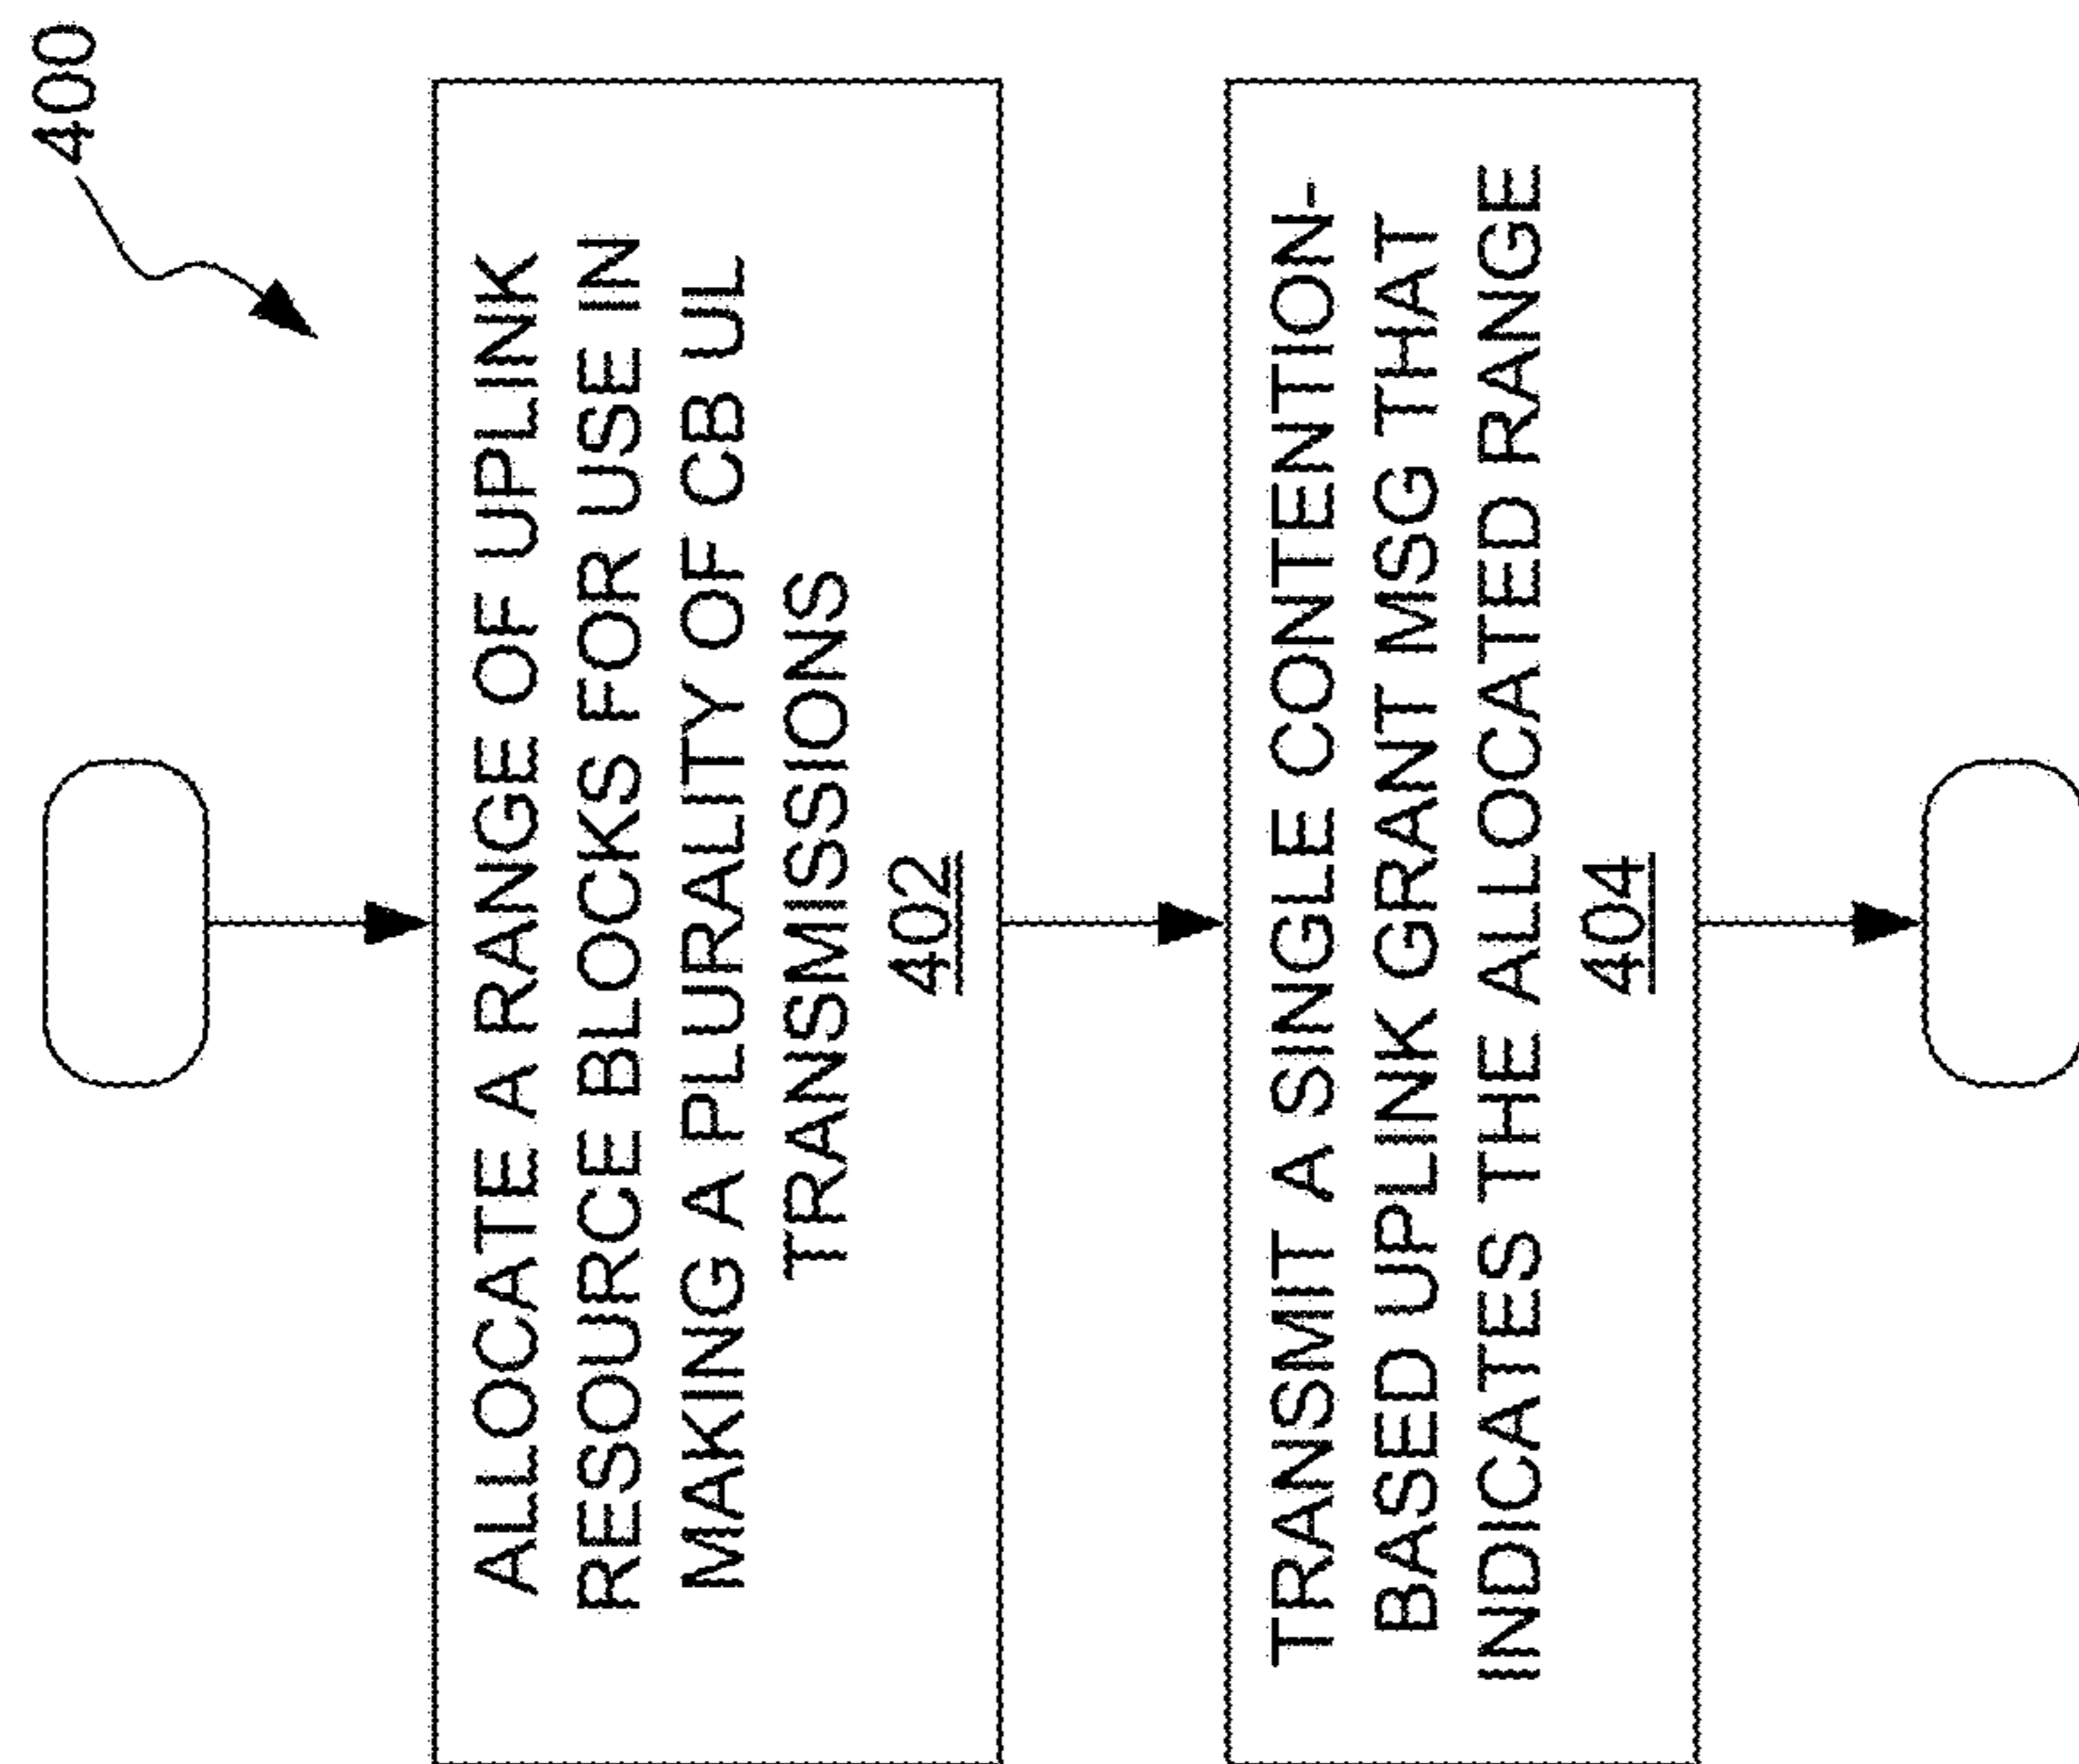 400
ALLOCATE A RANGE OF UPLINK
RESOURCE BLOCKS FOR USE IN
MAKING A PLURALITY OF CB UL
TRANSMISSIONS
402
TRANSMIT A SINGLE CONTENTION-
BASED UPLINK GRANT MSG THAT
INDICATES THE ALLOCATED RANGE
404